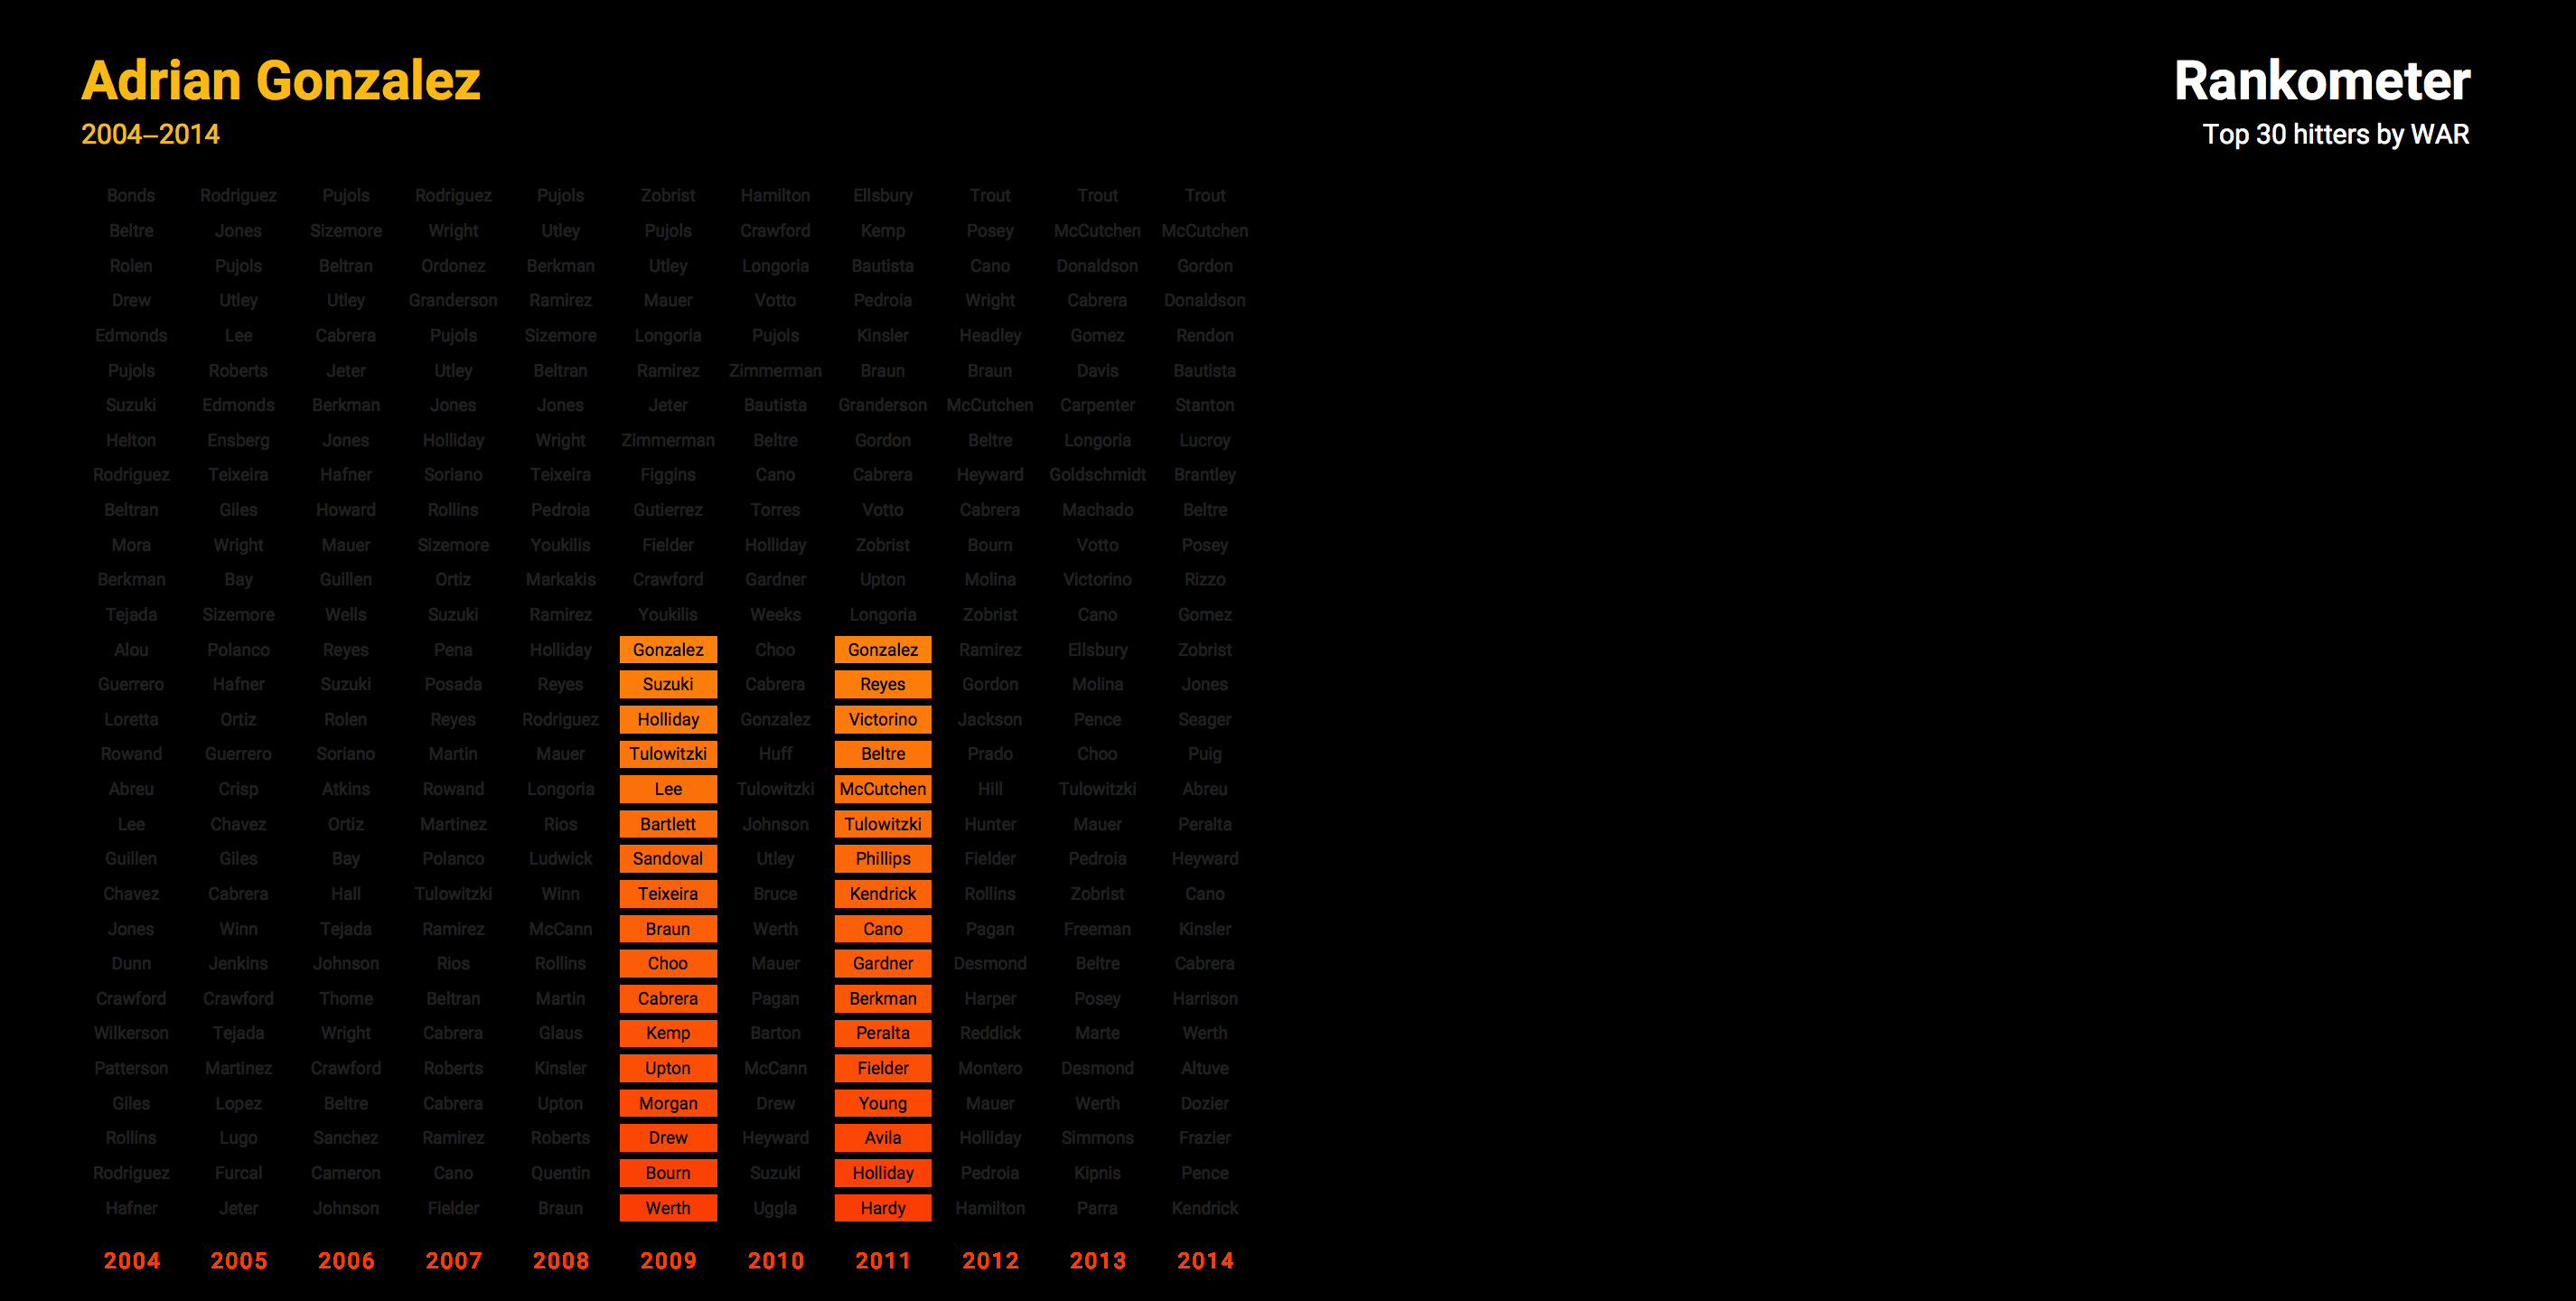 Adrian Gonzalez
2004–2014
Rankometer
Top 30 hitters by WAR
Bonds Rodriguez Pujols Rodriguez Pujols Zobrist Hamilton Ellsbury Trout Trout Trout
Beltre Jones Sizemore Wright Utley Pujols Crawford Kemp Posey McCutchen McCutchen
Rolen Pujols Beltran Ordonez Berkman Utley Longoria Bautista Cano Donaldson Gordon
Drew Utley Utley Granderson Ramirez Mauer Votto Pedroia Wright Cabrera Donaldson
Edmonds Lee Cabrera Pujols Sizemore Longoria Pujols Kinsler Headley Gomez Rendon
Pujols Roberts Jeter Utley Beltran Ramirez Zimmerman Braun Braun Davis Bautista
Suzuki Edmonds Berkman Jones Jones Jeter Bautista Granderson McCutchen Carpenter Stanton
Helton Ensberg Jones Holliday Wright Zimmerman Beltre Gordon Beltre Longoria Lucroy
Rodriguez Teixeira Hafner Soriano Teixeira Figgins Cano Cabrera Heyward Goldschmidt Brantley
Beltran Giles Howard Rollins Pedroia Gutierrez Torres Votto Cabrera Machado Beltre
Mora Wright Mauer Sizemore Youkilis Fielder Holliday Zobrist Bourn Votto Posey
Berkman Bay Guillen Ortiz Markakis Crawford Gardner Upton Molina Victorino Rizzo
Tejada Sizemore Wells Suzuki Ramirez Youkilis Weeks Longoria Zobrist Cano Gomez
Alou Polanco Reyes Pena Holliday Gonzalez Choo Gonzalez Ramirez Ellsbury Zobrist
Guerrero Hafner Suzuki Posada Reyes Suzuki Cabrera Reyes Gordon Molina Jones
Loretta Ortiz Rolen Reyes Rodriguez Holliday Gonzalez Victorino Jackson Pence Seager
Rowand Guerrero Soriano Martin Mauer Tulowitzki Huff Beltre Prado Choo Puig
Abreu Crisp Atkins Rowand Longoria Lee Tulowitzki McCutchen Hill Tulowitzki Abreu
Lee Chavez Ortiz Martinez Rios Bartlett Johnson Tulowitzki Hunter Mauer Peralta
Guillen Giles Bay Polanco Ludwick Sandoval Utley Phillips Fielder Pedroia Heyward
Chavez Cabrera Hall Tulowitzki Winn Teixeira Bruce Kendrick Rollins Zobrist Cano
Jones Winn Tejada Ramirez McCann Braun Werth Cano Pagan Freeman Kinsler
Dunn Jenkins Johnson Rios Rollins Choo Mauer Gardner Desmond Beltre Cabrera
Crawford Crawford Thome Beltran Martin Cabrera Pagan Berkman Harper Posey Harrison
Wilkerson Tejada Wright Cabrera Glaus Kemp Barton Peralta Reddick Marte Werth
Patterson Martinez Crawford Roberts Kinsler Upton McCann Fielder Montero Desmond Altuve
Giles Lopez Beltre Cabrera Upton Morgan Drew Young Mauer Werth Dozier
Rollins Lugo Sanchez Ramirez Roberts Drew Heyward Avila Holliday Simmons Frazier
Rodriguez Furcal Cameron Cano Quentin Bourn Suzuki Holliday Pedroia Kipnis Pence
Hafner Jeter Johnson Fielder Braun Werth Uggla Hardy Hamilton Parra Kendrick
2004 2005 2006 2007 2008 2009 2010 2011 2012 2013 2014